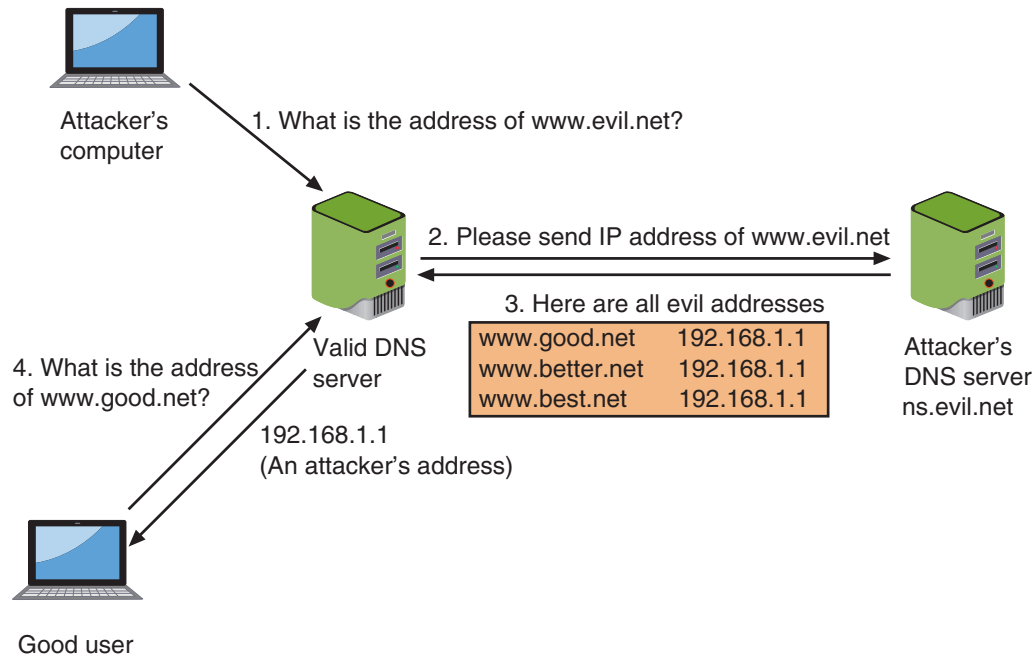 Attacker's
computer
1. What is the address of www.evil.net?
2. Please send IP address of www.evil.net
3. Here are all evil addresses
www.good.net 192.168.1.1
www.better.net 192.168.1.1
www.best.net 192.168.1.1
Valid DNS
server
Attacker's
DNS server
ns.evil.net
4. What is the address
of www.good.net?
192.168.1.1
(An attacker's address)
Good user